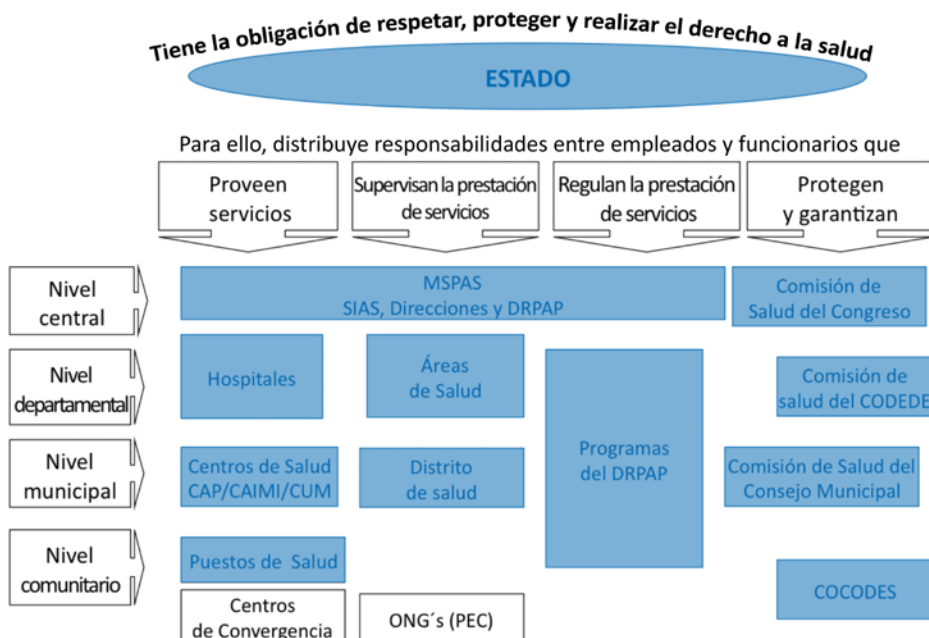 Tiene la obligación de respetar, proteger y realizar el derecho a la salud
ESTADO
Para ello, distribuye responsabilidades entre empleados y funcionarios que
Proveen
servicios
Supervisan la prestación
de servicios
Regulan la prestación
de servicios
Protegen
y garantizan
Nivel
central
MSPAS
SIAS, Direcciones y DRPAP
Comisión de
Salud del Congreso
Nivel
departamental
Hospitales
Áreas
de Salud
Programas
del DRPAP
Comisión de
salud del CODEDE
Nivel
municipal
Centros de Salud
CAP/CAIMI/CUM
Distrito
de salud
Comisión de Salud del
Consejo Municipal
Nivel
comunitario
Puestos de Salud
COCODES
Centros
de Convergencia
ONG´s (PEC)